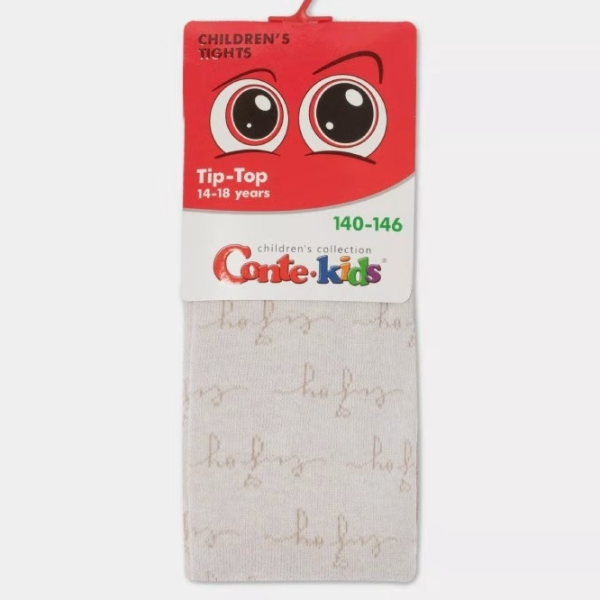 CHILDREN'S
TIGHTS
Tip-Top
14-18 years
140-146
children's collection
Conte·kids®